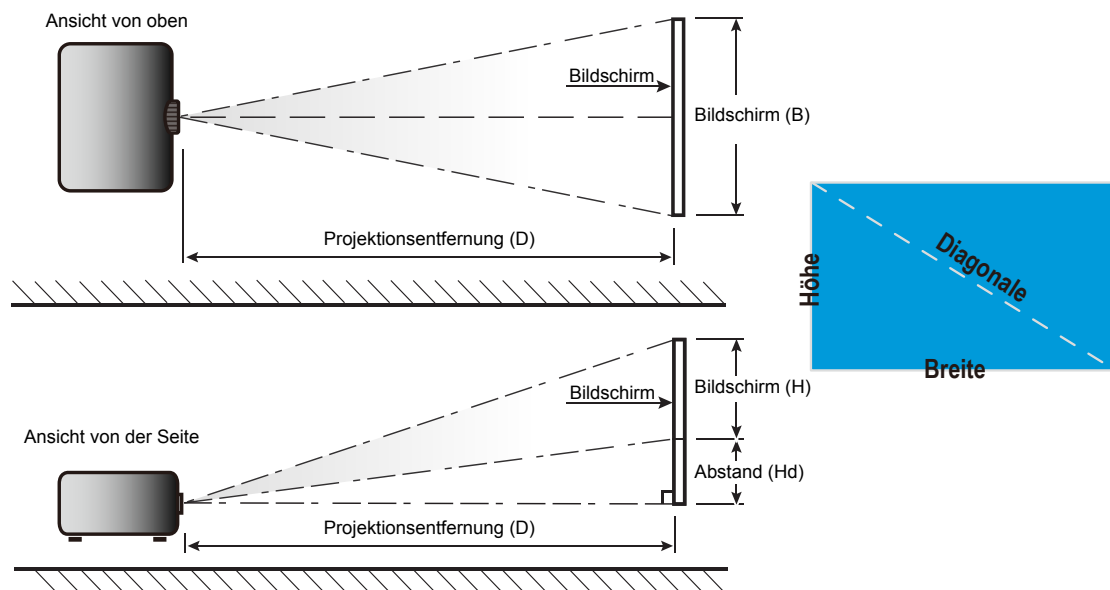 Ansicht von oben
Bildschirm
Bildschirm (B)
Projektionsentfernung (D)
Höhe
Diagonale
Breite
Bildschirm
Bildschirm (H)
Ansicht von der Seite
Abstand (Hd)
Projektionsentfernung (D)